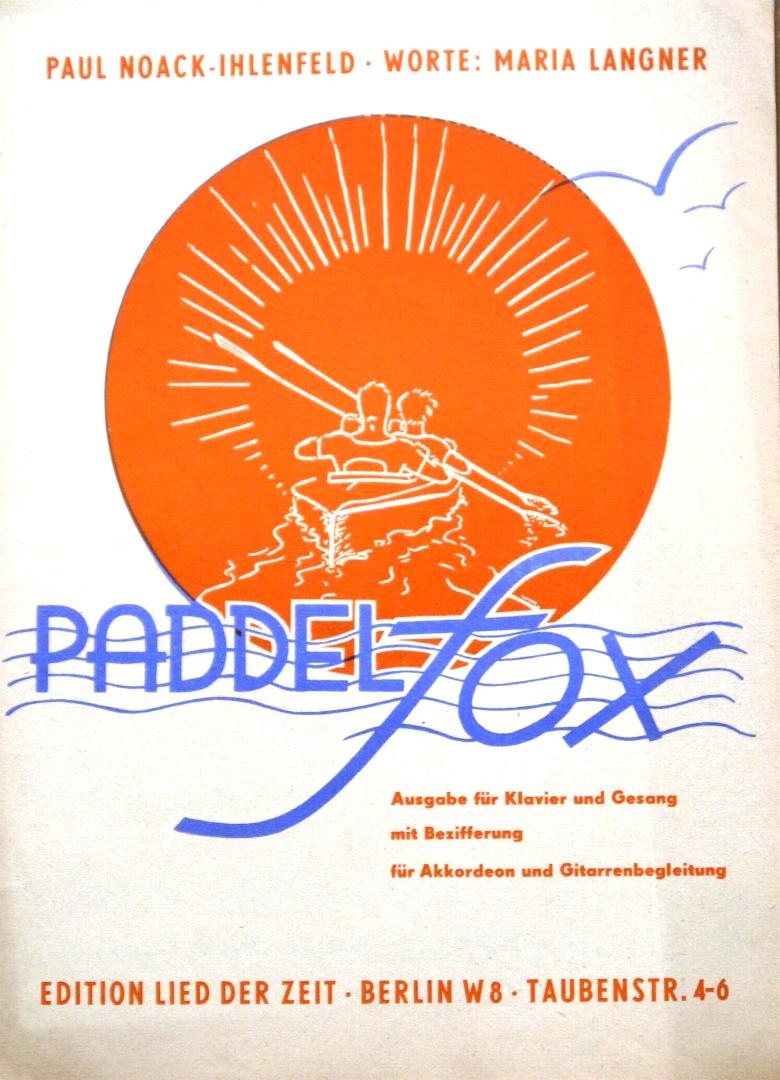 PAUL NOACK-IHLENFELD · WORTE: MARIA LANGNER
PADDELfox
Ausgabe für Klavier und Gesang
mit Bezifferung
für Akkordeon und Gitarrenbegleitung
EDITION LIED DER ZEIT · BERLIN W 8 · TAUBENSTR. 4-6